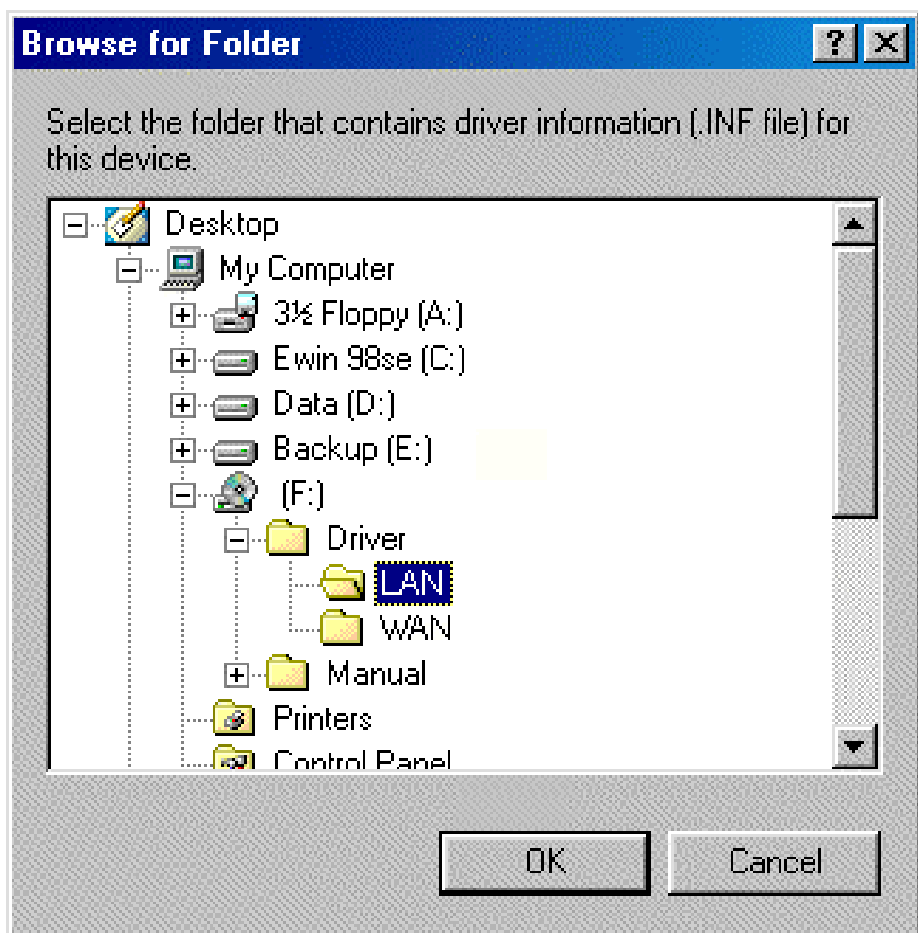 Browse for Folder
Select the folder that contains driver information (.INF file) for
this device.
Desktop
My Computer
3½ Floppy (A:)
Ewin 98se (C:)
Data (D:)
Backup (E:)
(F:)
Driver
LAN
WAN
Manual
Printers
Control Panel
OK
Cancel